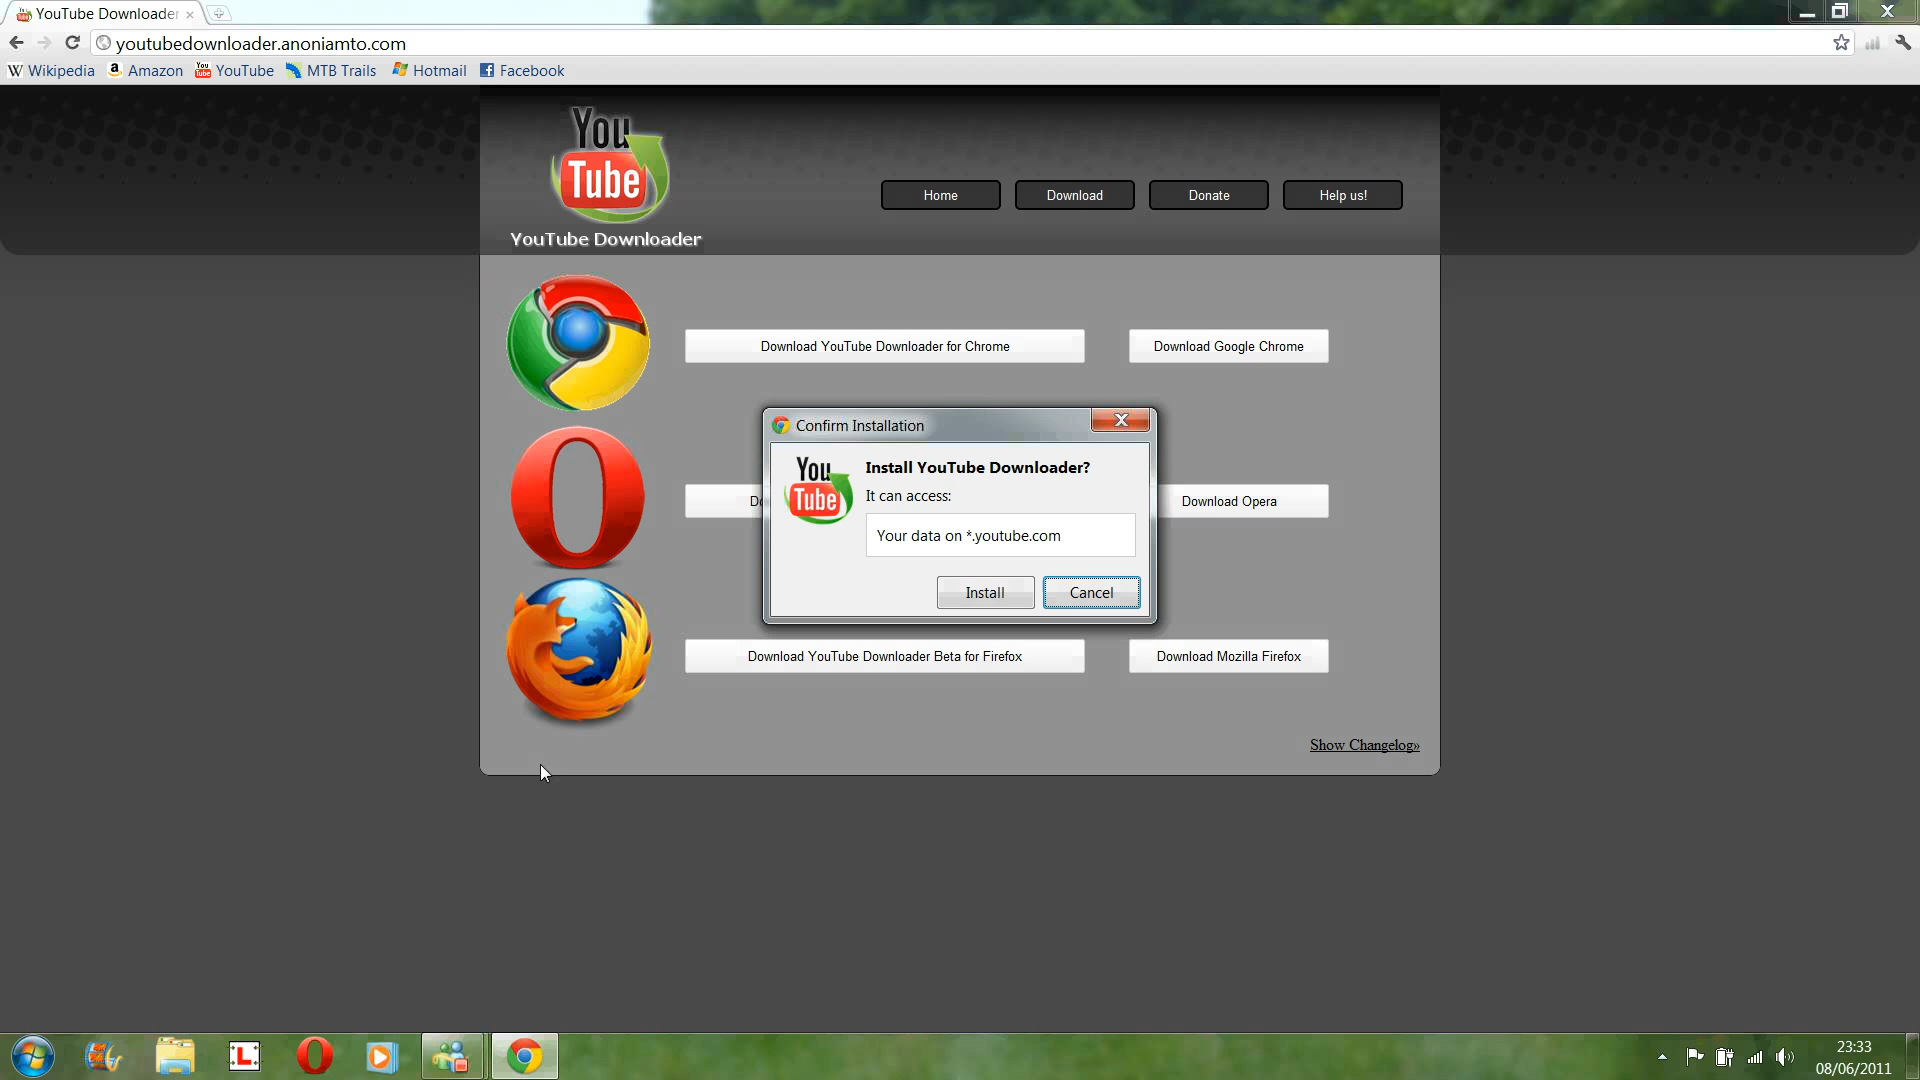 YouTube Downloader
youtubedownloader.anoniamto.com
W Wikipedia
a Amazon
You Tube YouTube
MTB Trails
Hotmail
f Facebook
You
Tube
YouTube Downloader
Home
Download
Donate
Help us!
Download YouTube Downloader for Chrome
Download Google Chrome
Confirm Installation
X
You
Tube
Install YouTube Downloader?
It can access:
Your data on *.youtube.com
Install
Cancel
Download Opera
Download YouTube Downloader Beta for Firefox
Download Mozilla Firefox
Show Changelog»
L
23:33
08/06/2011